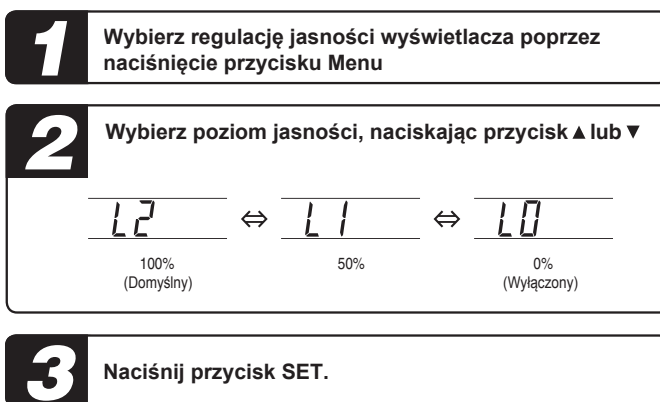 1
Wybierz regulację jasności wyświetlacza poprzez
naciśnięcie przycisku Menu
2
Wybierz poziom jasności, naciskając przycisk ▲ lub ▼
L2 ⇔ L1 ⇔ L0
100% 50% 0%
(Domyślny) (Wyłączony)
3
Naciśnij przycisk SET.